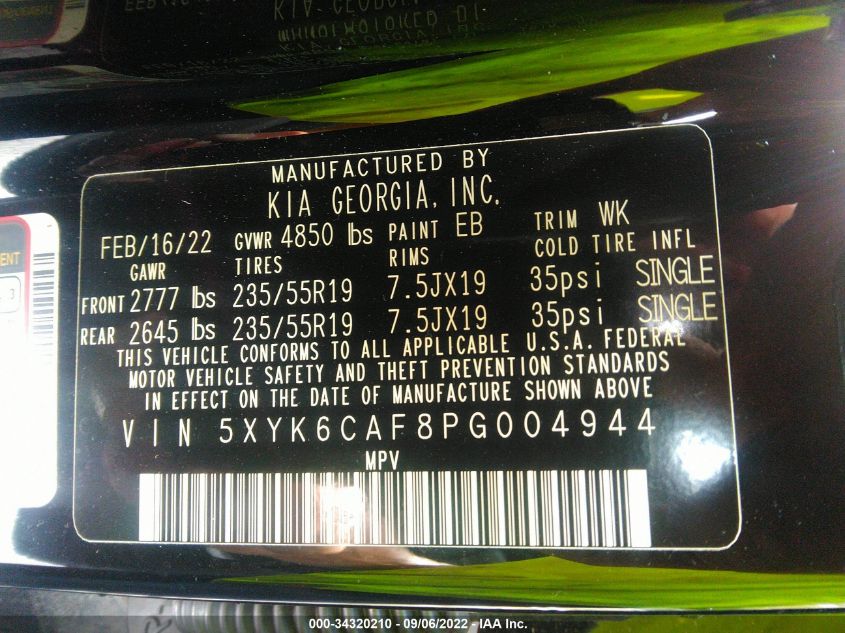 MANUFACTURED BY
KIA GEORGIA, INC.
FEB/16/22 GVWR 4850 lbs PAINT EB TRIM WK
GAWR TIRES RIMS COLD TIRE INFL
FRONT 2777 lbs 235/55R19 7.5JX19 35psi SINGLE
REAR 2645 lbs 235/55R19 7.5JX19 35psi SINGLE
THIS VEHICLE CONFORMS TO ALL APPLICABLE U.S.A. FEDERAL
MOTOR VEHICLE SAFETY AND THEFT PREVENTION STANDARDS
IN EFFECT ON THE DATE OF MANUFACTURE SHOWN ABOVE
VIN 5XYK6CAF8PG004944
MPV
000-34320210 - 09/06/2022 - IAA Inc.